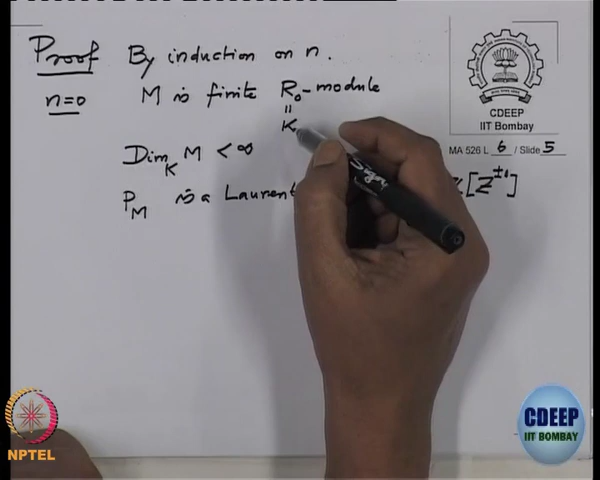 Proof By induction on n.
n=0 M is finite R₀-module
=
K
Dim_K M < ∞
P_M is a Laurent [Z^{±1}]
CDEEP
IIT Bombay
MA 526 L 6 / Slide 5
NPTEL
CDEEP
IIT BOMBAY